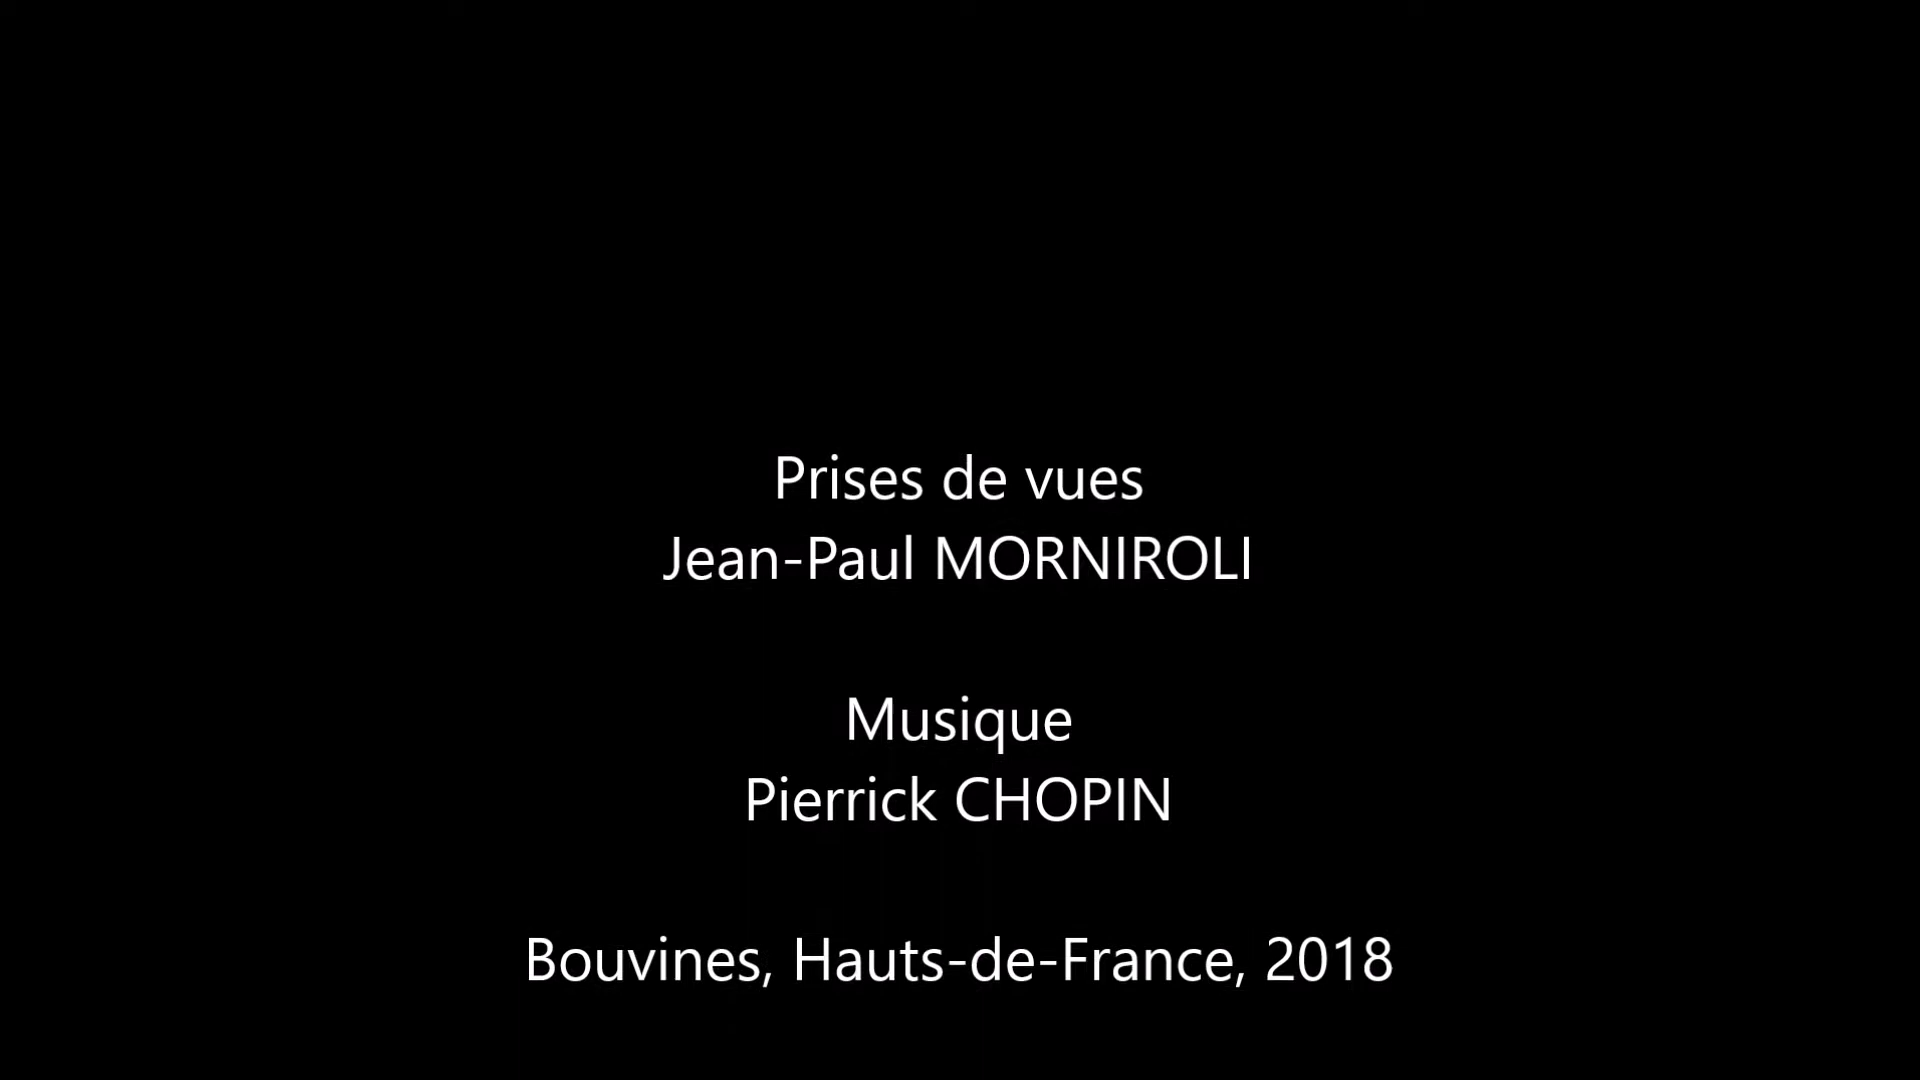 Prises de vues
Jean-Paul MORNIROLI
Musique
Pierrick CHOPIN
Bouvines, Hauts-de-France, 2018